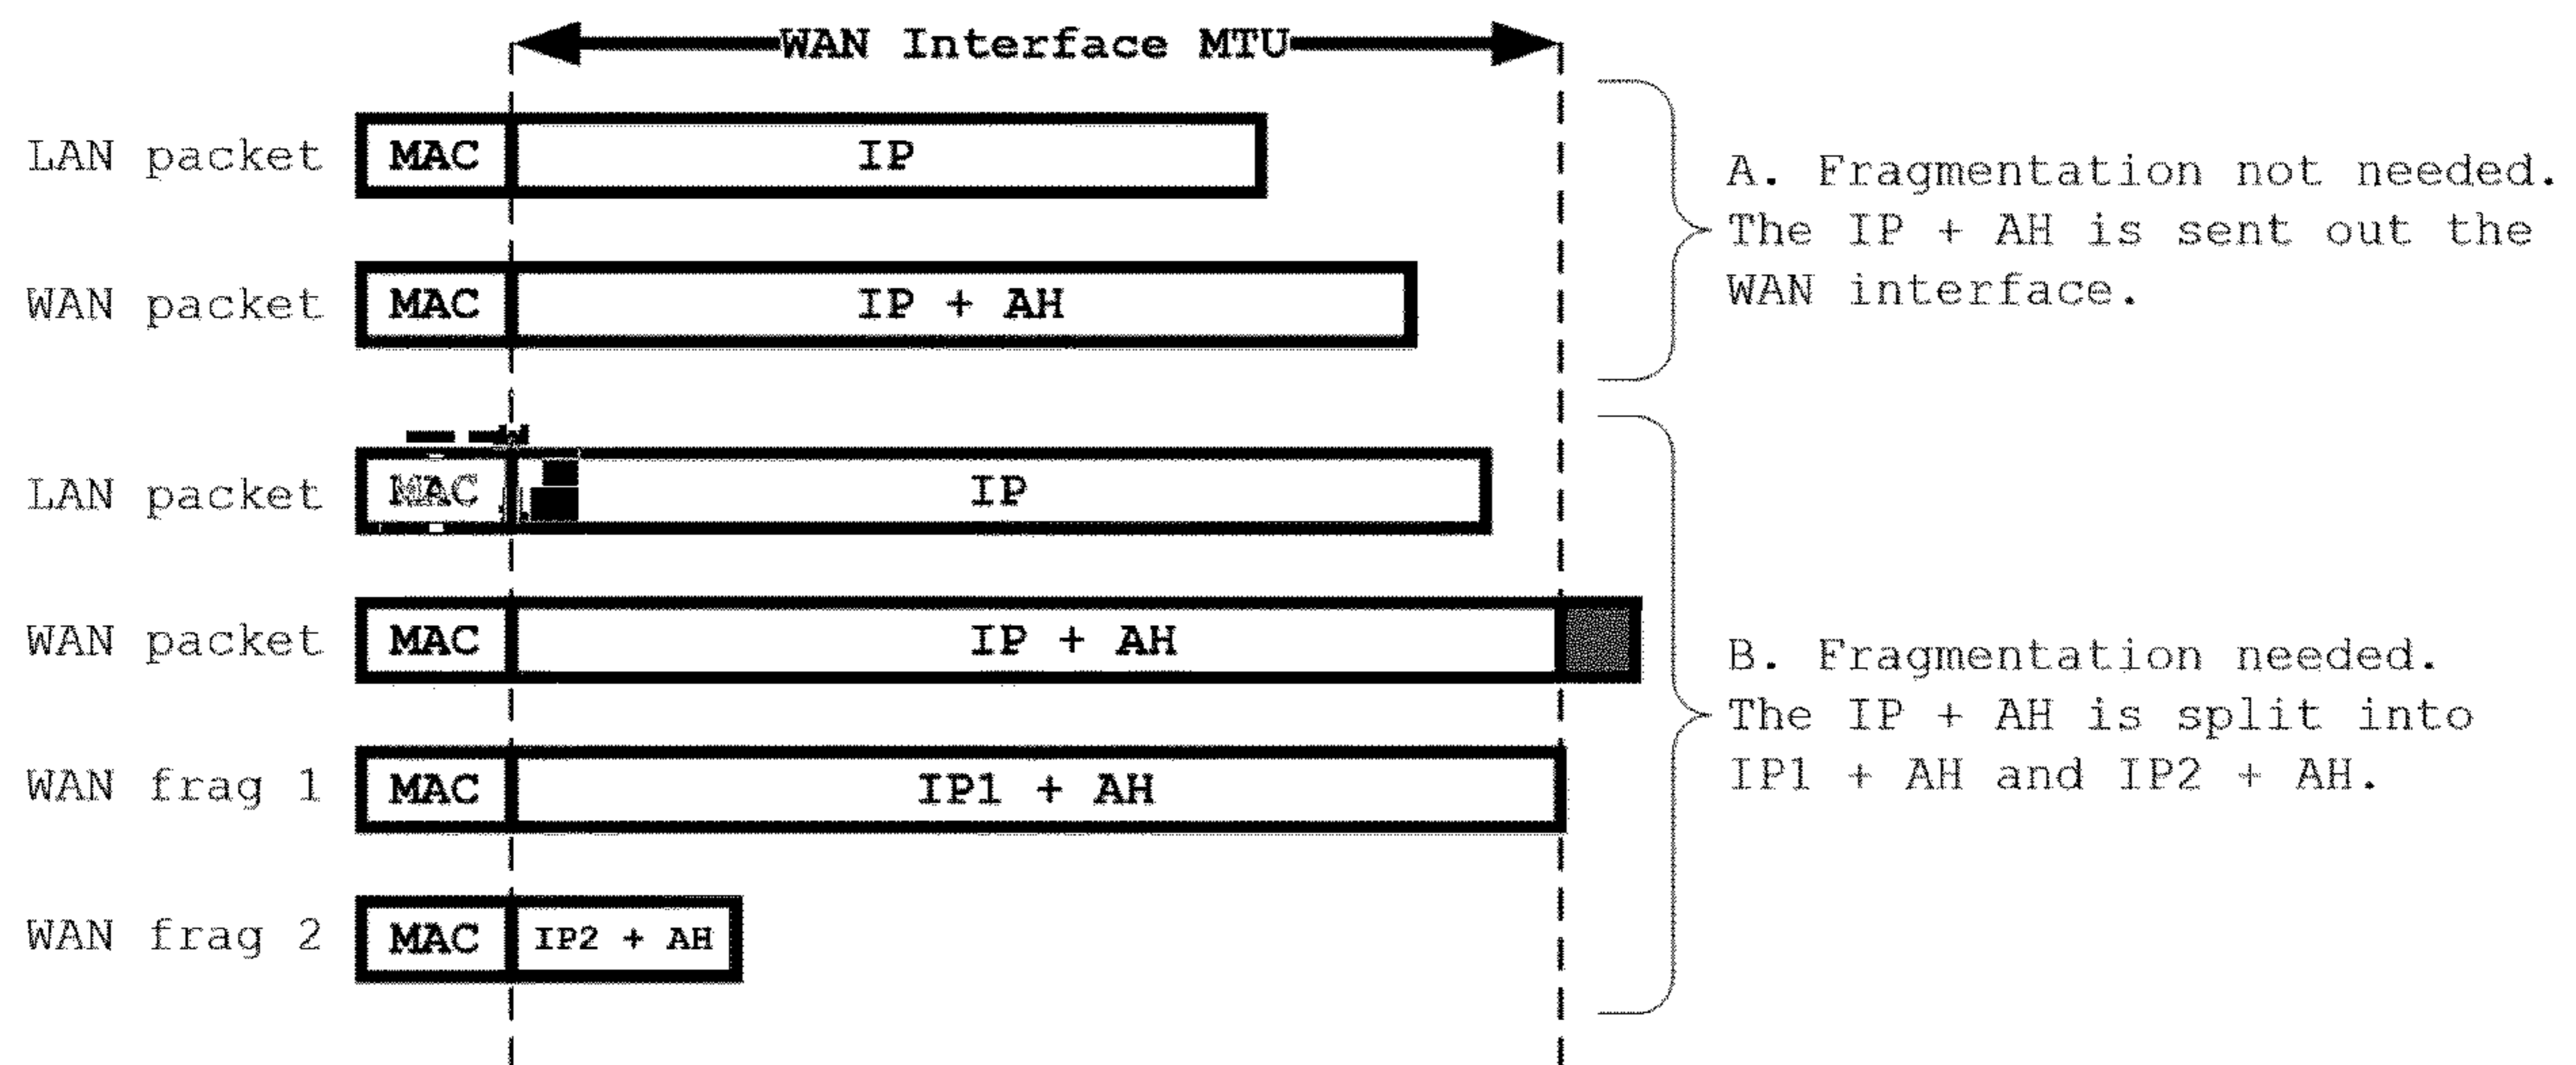 WAN Interface MTU
LAN packet MAC IP
WAN packet MAC IP + AH
A. Fragmentation not needed.
The IP + AH is sent out the
WAN interface.
LAN packet MAC IP
WAN packet MAC IP + AH
WAN frag 1 MAC IP1 + AH
WAN frag 2 MAC IP2 + AH
B. Fragmentation needed.
The IP + AH is split into
IP1 + AH and IP2 + AH.